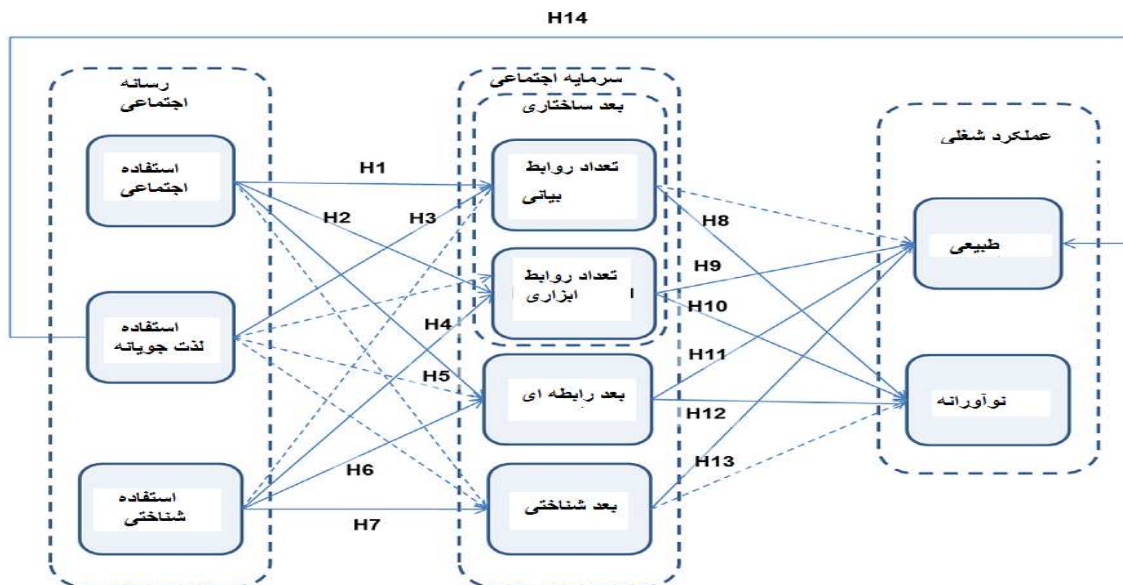 H14
رسانه
اجتماعی
استفاده
اجتماعی
استفاده
لذت جویانه
استفاده
شناختی
H1
H2
H3
H4
H5
H6
H7
سرمایه اجتماعی
بعد ساختاری
تعداد روابط
بیانی
تعداد روابط
ابزاری
بعد رابطه ای
بعد شناختی
H8
H9
H10
H11
H12
H13
عملکرد شغلی
طبیعی
نوآورانه